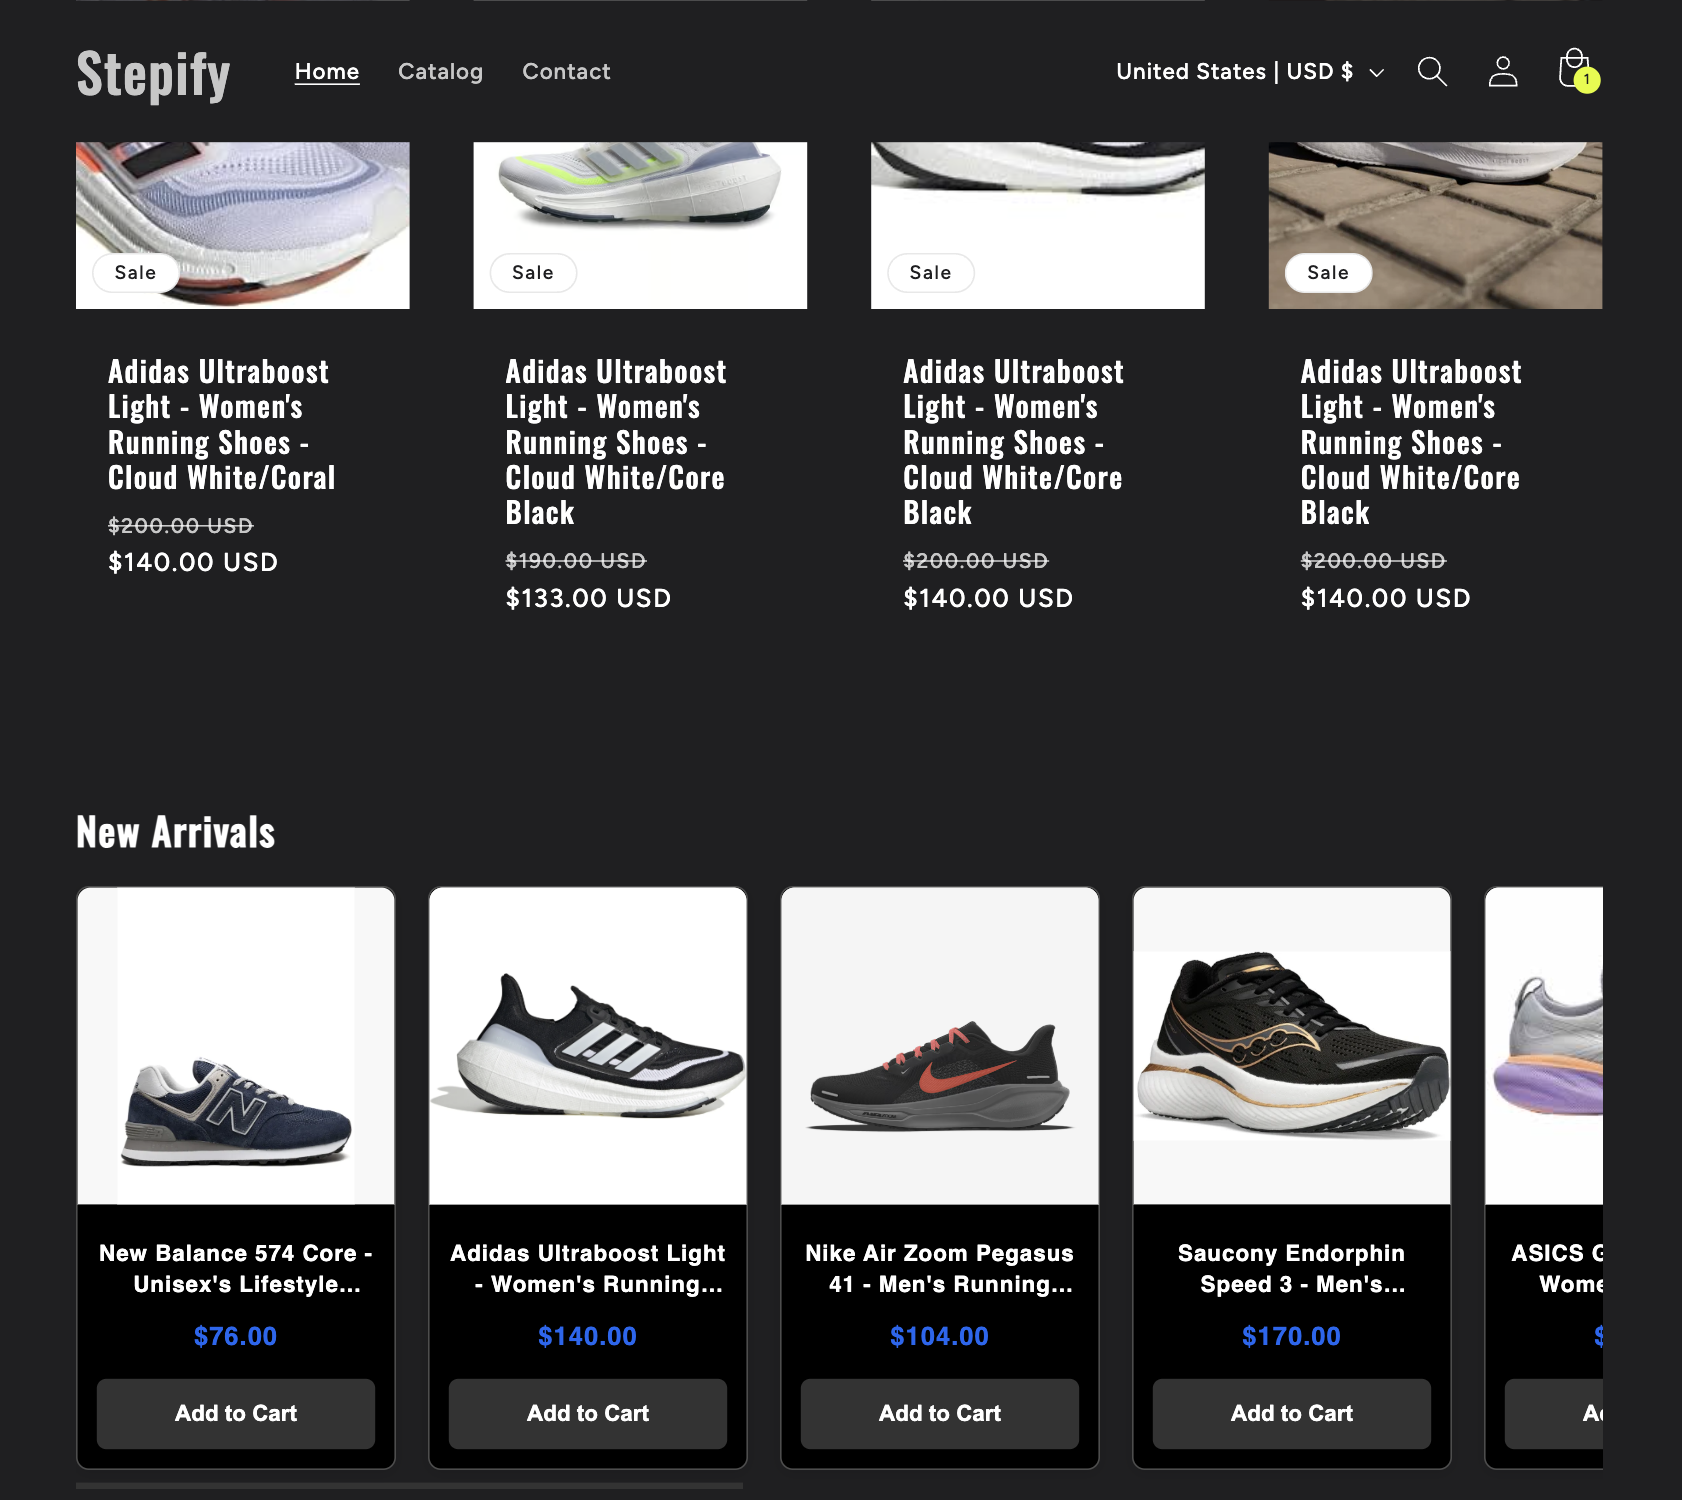 Stepify
Home
Catalog
Contact
United States | USD $
1
Sale
Sale
Sale
Sale
Adidas Ultraboost
Light - Women's
Running Shoes -
Cloud White/Coral
$200.00 USD
$140.00 USD
Adidas Ultraboost
Light - Women's
Running Shoes -
Cloud White/Core
Black
$190.00 USD
$133.00 USD
Adidas Ultraboost
Light - Women's
Running Shoes -
Cloud White/Core
Black
$200.00 USD
$140.00 USD
Adidas Ultraboost
Light - Women's
Running Shoes -
Cloud White/Core
Black
$200.00 USD
$140.00 USD
New Arrivals
New Balance 574 Core -
Unisex's Lifestyle...
$76.00
Add to Cart
Adidas Ultraboost Light
- Women's Running...
$140.00
Add to Cart
Nike Air Zoom Pegasus
41 - Men's Running...
$104.00
Add to Cart
Saucony Endorphin
Speed 3 - Men's...
$170.00
Add to Cart
ASICS